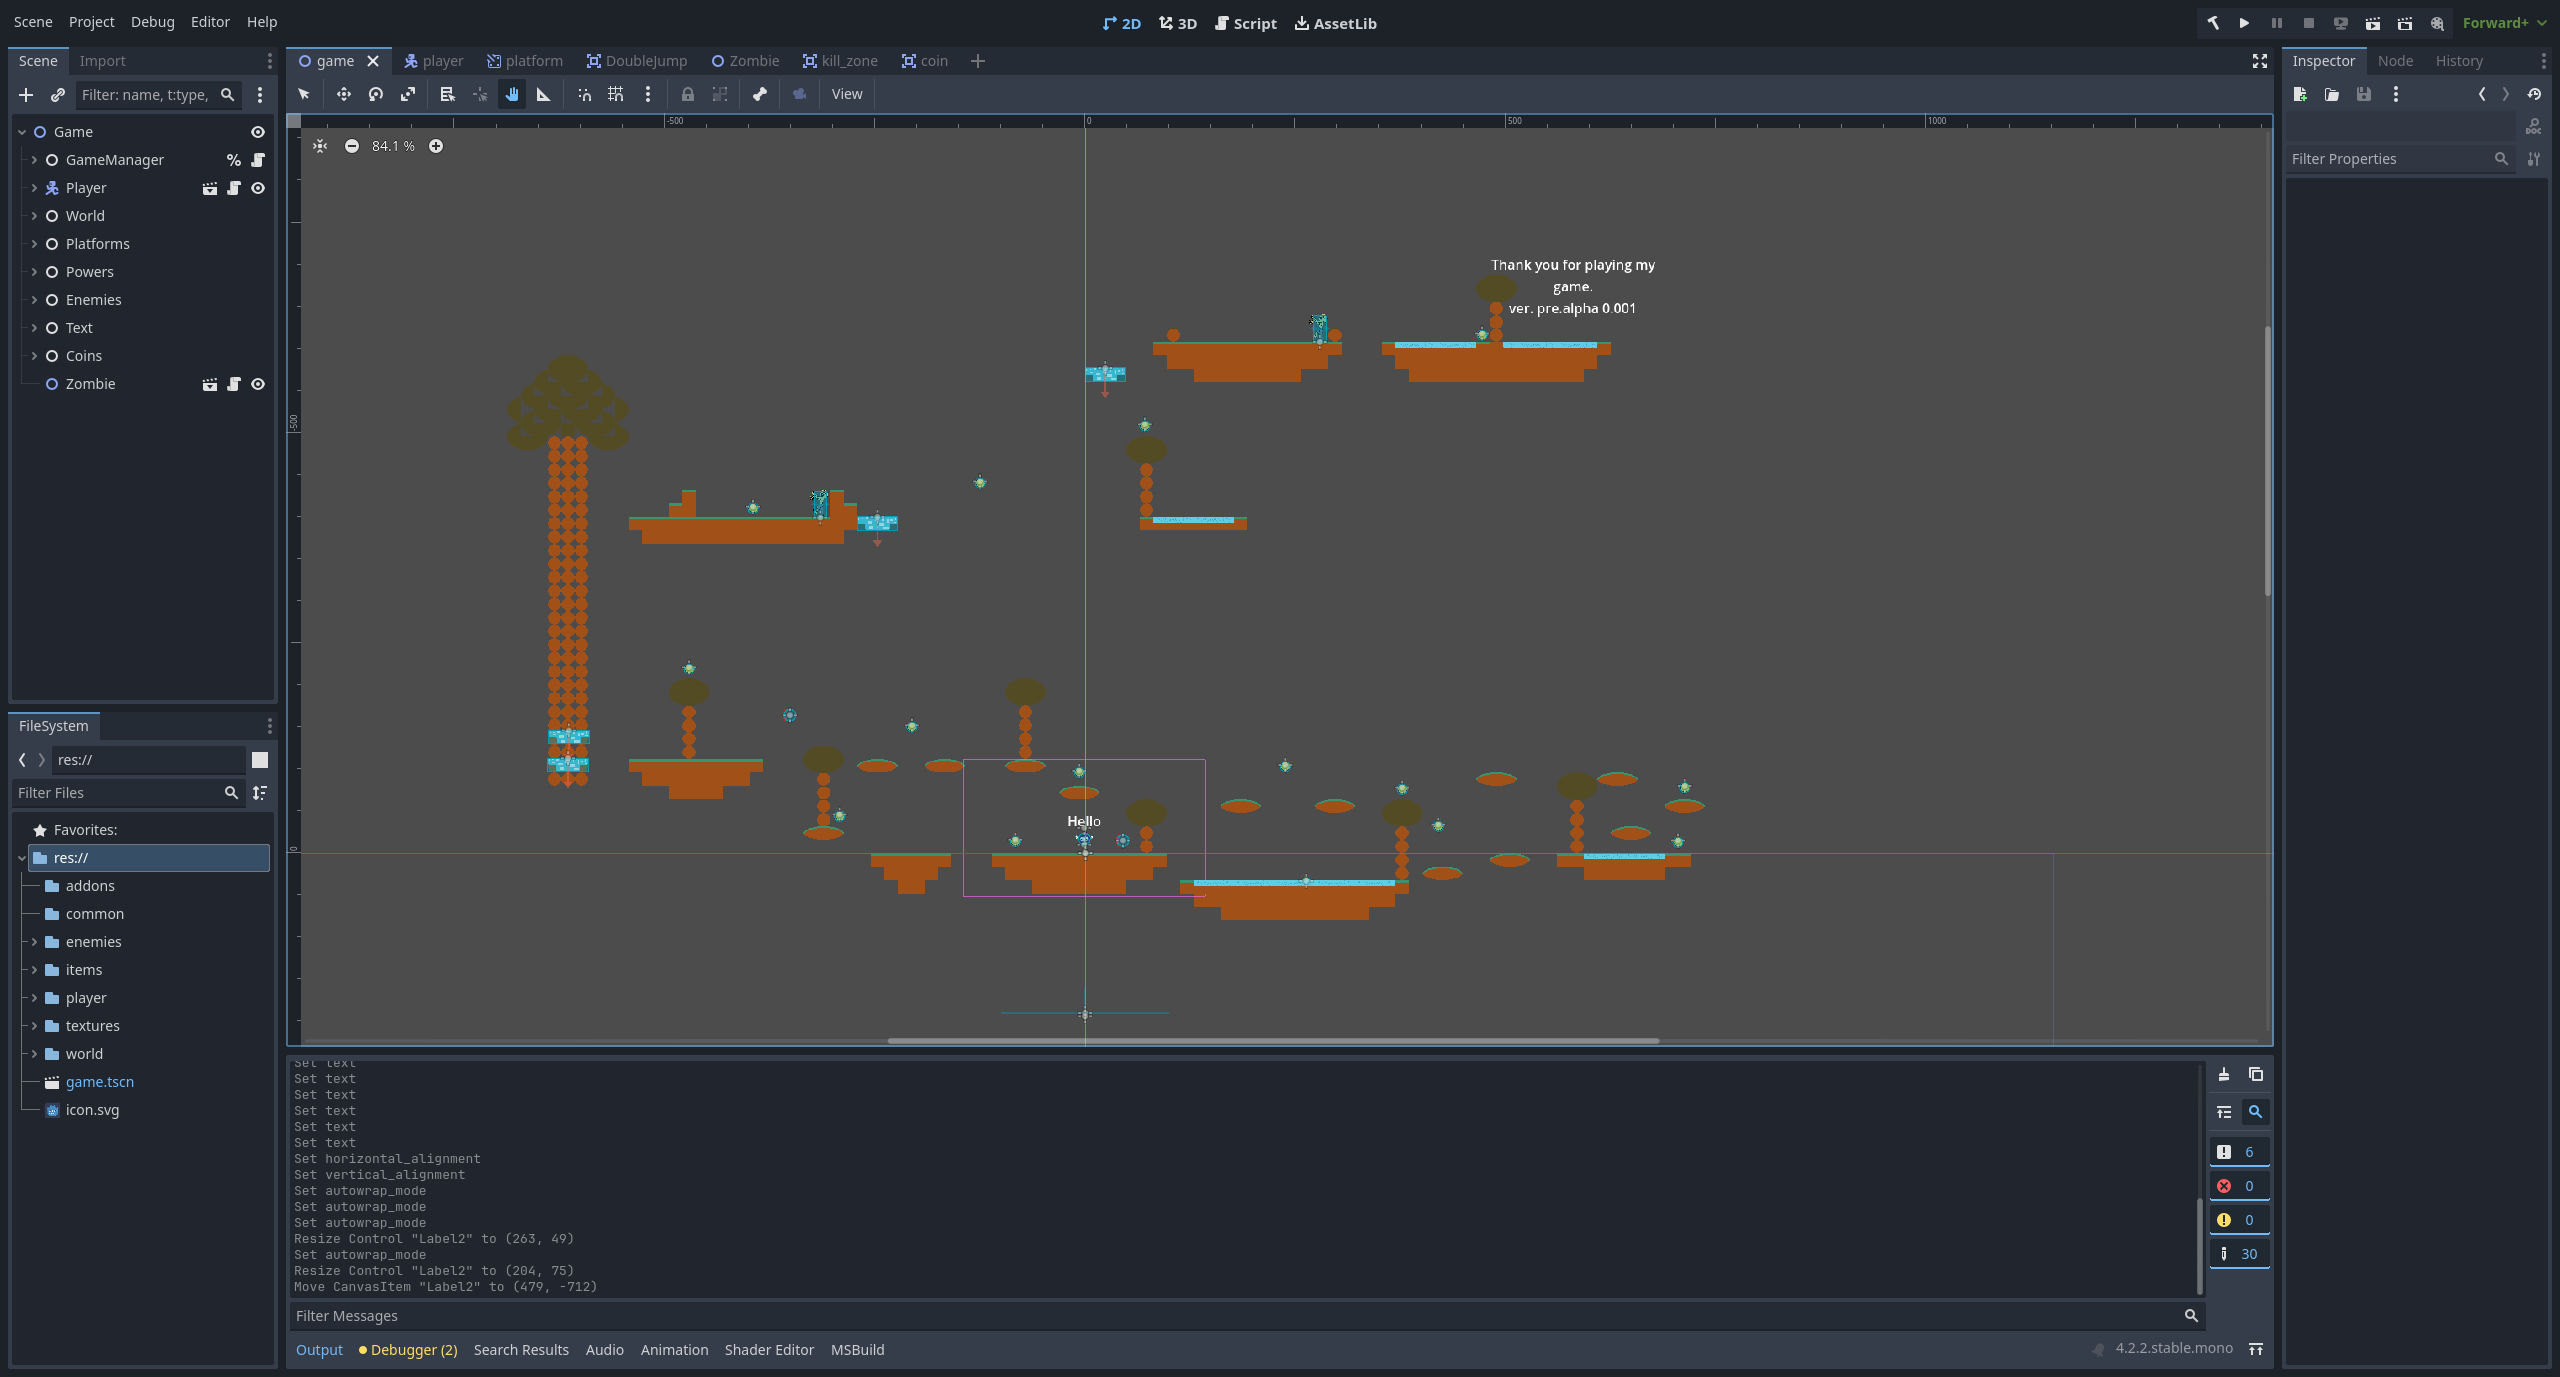 Scene Project Debug Editor Help
2D 3D Script AssetLib
Forward+
Scene Import
Filter: name, t:type,
Game
GameManager
Player
World
Platforms
Powers
Enemies
Text
Coins
Zombie
FileSystem
res://
Filter Files
Favorites:
res://
addons
common
enemies
items
player
textures
world
game.tscn
icon.svg
game player platform DoubleJump Zombie kill_zone coin
View
-500 0 500 1000
84.1 %
-500
0
Thank you for playing my
game.
ver. pre.alpha 0.001
Hello
Set text
Set text
Set text
Set text
Set text
Set text
Set horizontal_alignment
Set vertical_alignment
Set autowrap_mode
Set autowrap_mode
Set autowrap_mode
Resize Control "Label2" to (263, 49)
Set autowrap_mode
Resize Control "Label2" to (204, 75)
Move CanvasItem "Label2" to (479, -712)
Filter Messages
6
0
0
30
Output Debugger (2) Search Results Audio Animation Shader Editor MSBuild
4.2.2.stable.mono
Inspector Node History
DOC
Filter Properties